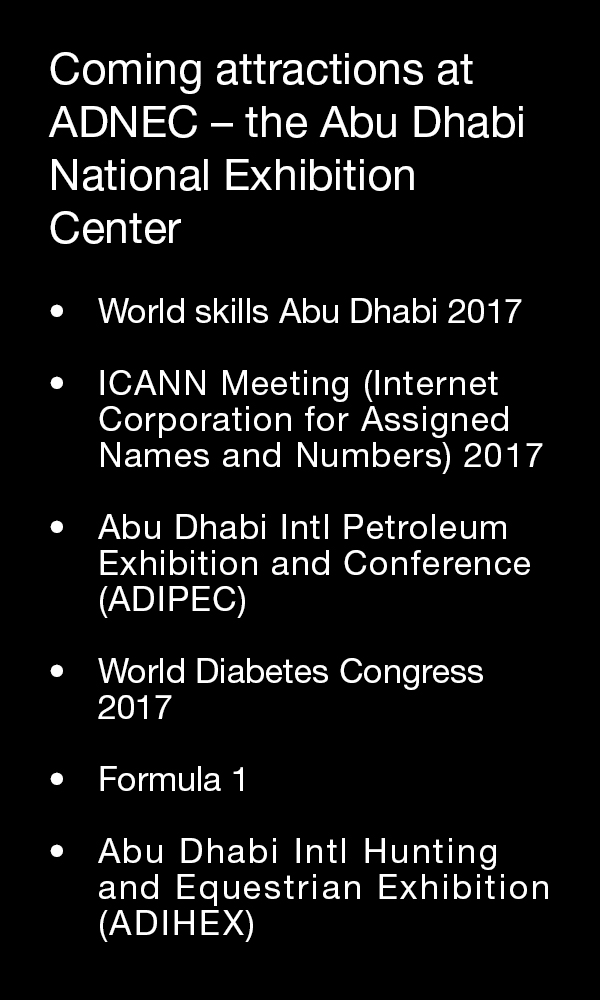 Coming attractions at
ADNEC – the Abu Dhabi
National Exhibition
Center
• World skills Abu Dhabi 2017
• ICANN Meeting (Internet
Corporation for Assigned
Names and Numbers) 2017
• Abu Dhabi Intl Petroleum
Exhibition and Conference
(ADIPEC)
• World Diabetes Congress
2017
• Formula 1
• Abu Dhabi Intl Hunting
and Equestrian Exhibition
(ADIHEX)